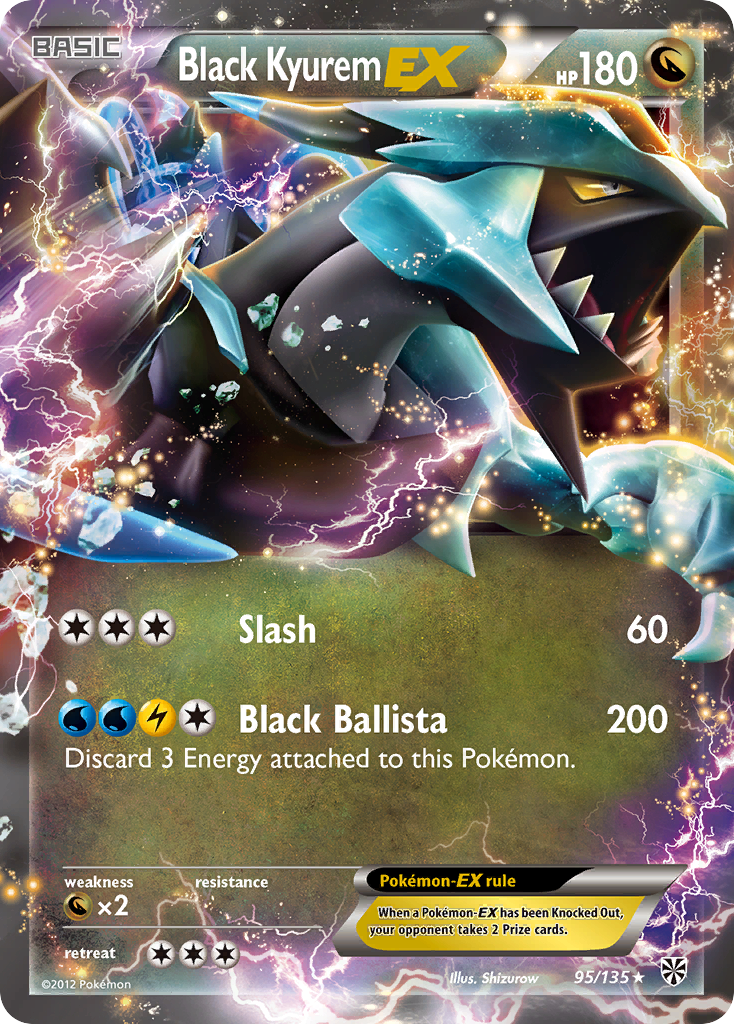 BASIC
Black Kyurem EX
HP180
Slash 60
Black Ballista 200
Discard 3 Energy attached to this Pokémon.
weakness resistance
×2
Pokémon-EX rule
When a Pokémon-EX has been Knocked Out,
your opponent takes 2 Prize cards.
retreat
©2012 Pokémon
Illus. Shizurow
95/135★